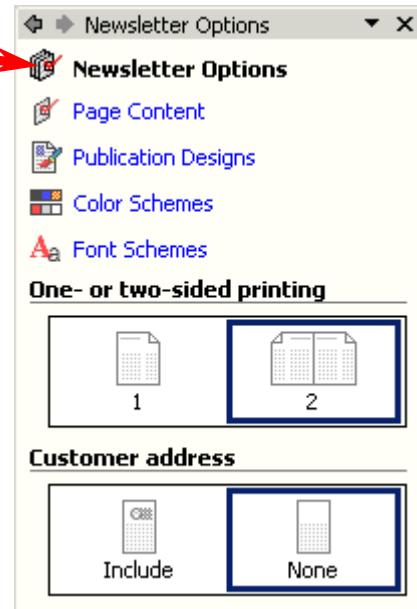 Newsletter Options
Newsletter Options
Page Content
Publication Designs
Color Schemes
Font Schemes
One- or two-sided printing
1 2
Customer address
Include None